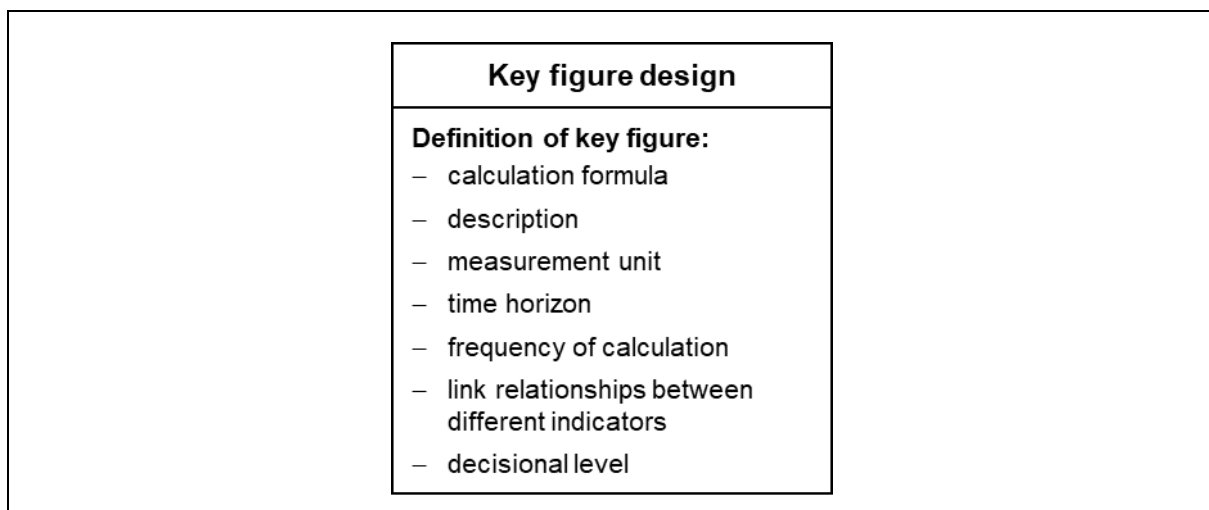 Key figure design
Definition of key figure:
– calculation formula
– description
– measurement unit
– time horizon
– frequency of calculation
– link relationships between
different indicators
– decisional level